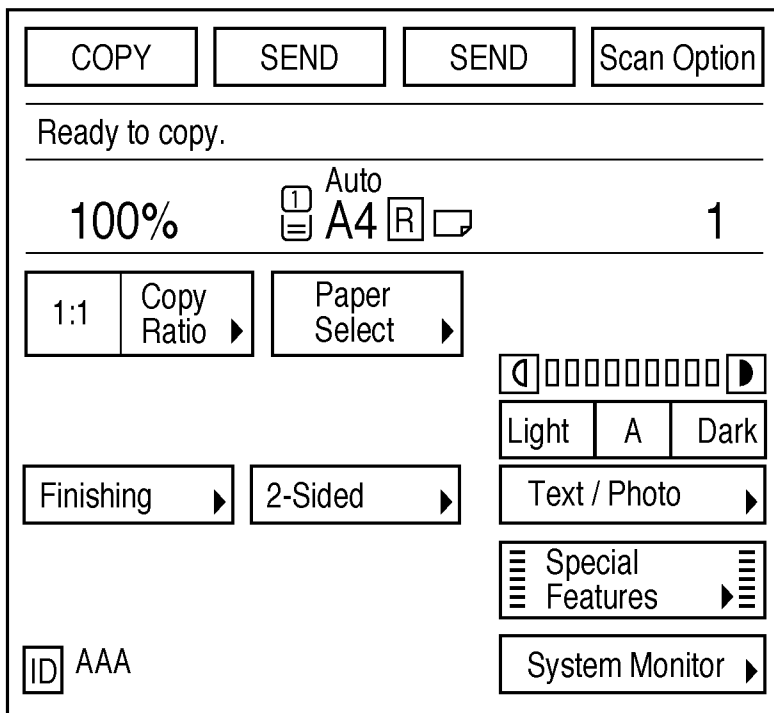 COPY SEND SEND Scan Option
Ready to copy.
Auto
100% 1 A4 R 1
1:1 Copy Ratio
Paper Select
Light A Dark
Finishing 2-Sided Text / Photo
Special
Features
ID AAA System Monitor